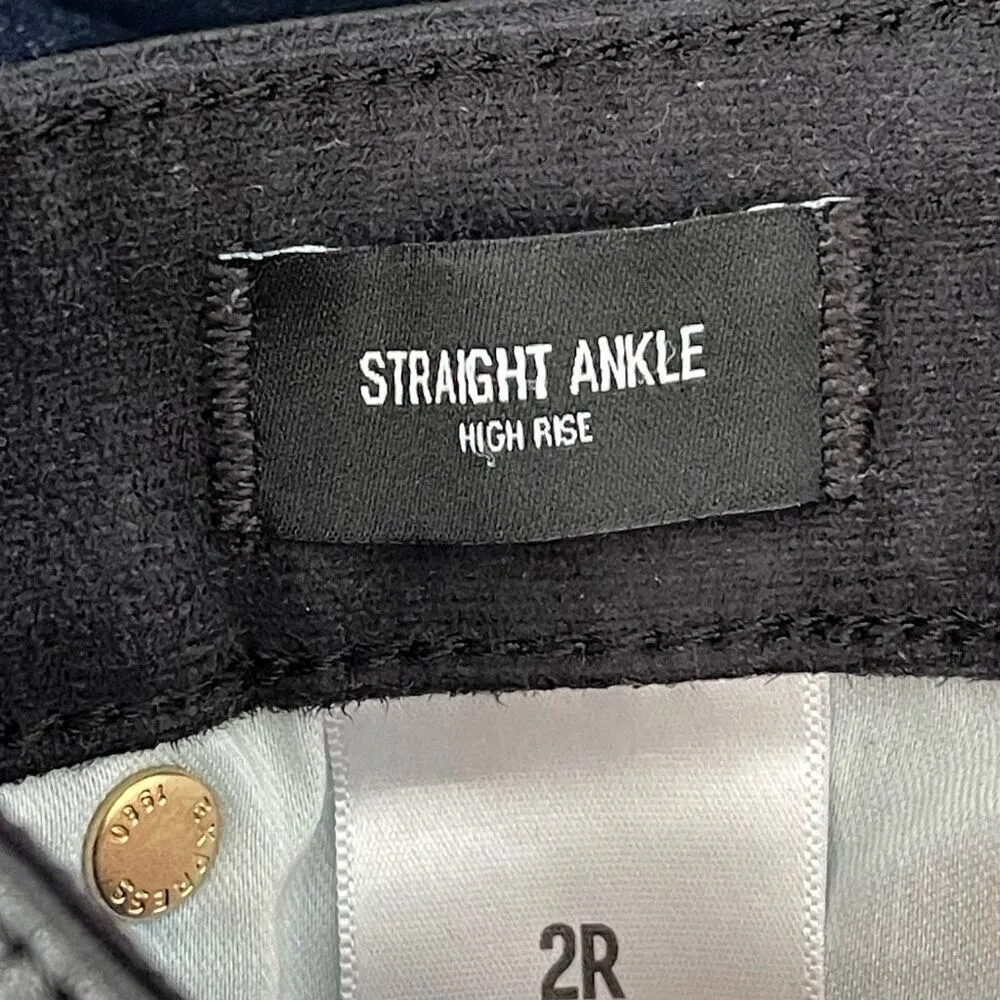 STRAIGHT ANKLE
HIGH RISE
EXPRESS
1980
2R